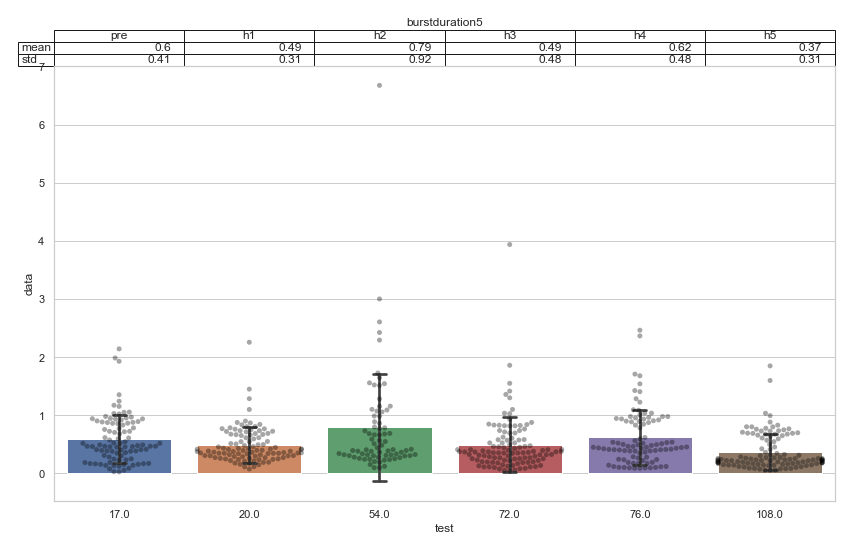 burstduration5
pre h1 h2 h3 h4 h5
mean 0.6 0.49 0.79 0.49 0.62 0.37
std 0.41 0.31 0.92 0.48 0.48 0.31
7
6
5
4
3
2
1
0
data
17.0 20.0 54.0 72.0 76.0 108.0
test